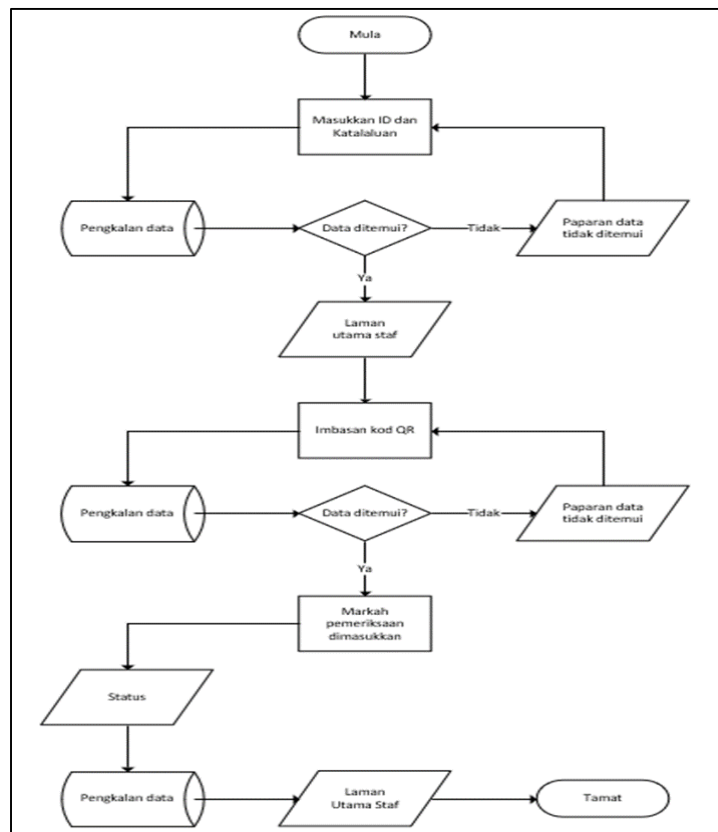 Mula
Masukkan ID dan
Katalaluan
Pengkalan data
Data ditemui?
Tidak
Paparan data
tidak ditemui
Ya
Laman
utama staf
Imbasan kod QR
Pengkalan data
Data ditemui?
Tidak
Paparan data
tidak ditemui
Ya
Markah
pemeriksaan
dimasukkan
Status
Pengkalan data
Laman
Utama Staf
Tamat